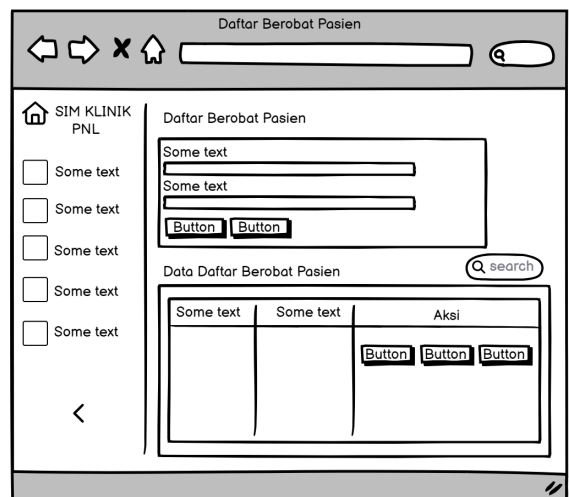 Daftar Berobat Pasien
SIM KLINIK
PNL
Some text
Some text
Some text
Some text
Some text
Daftar Berobat Pasien
Some text
Some text
Button Button
Data Daftar Berobat Pasien
search
Some text Some text Aksi
Button Button Button